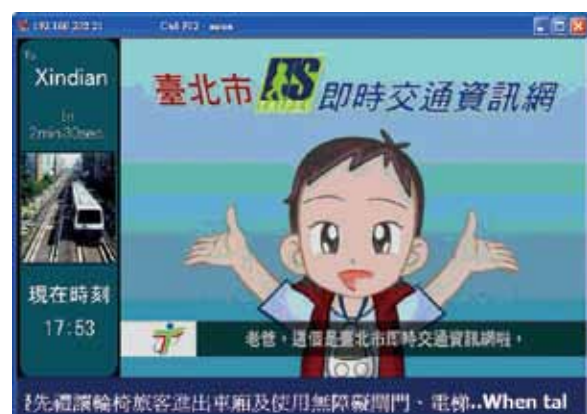 To
Xindian
In
2min30sec
現在時刻
17:53
臺北市
即時交通資訊網
老爸，這個是臺北市即時交通資訊網啦，
先禮讓輪椅旅客進出車廂及使用無障礙閘門、電梯..When tal